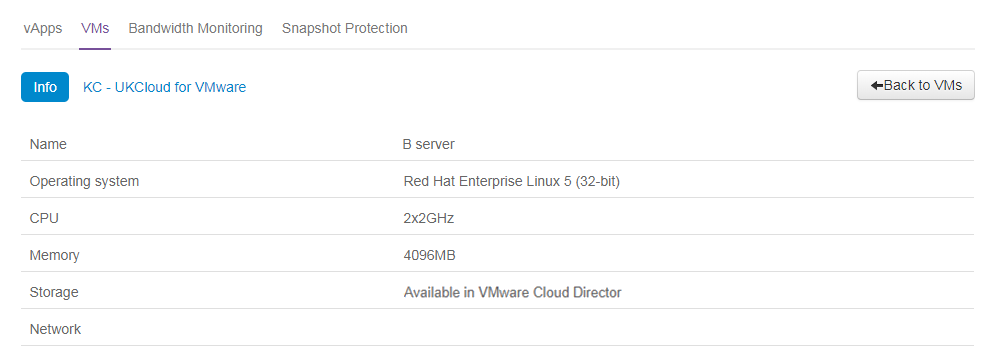 vApps VMs Bandwidth Monitoring Snapshot Protection
Info KC - UKCloud for VMware Back to VMs
Name B server
Operating system Red Hat Enterprise Linux 5 (32-bit)
CPU 2x2GHz
Memory 4096MB
Storage Available in VMware Cloud Director
Network